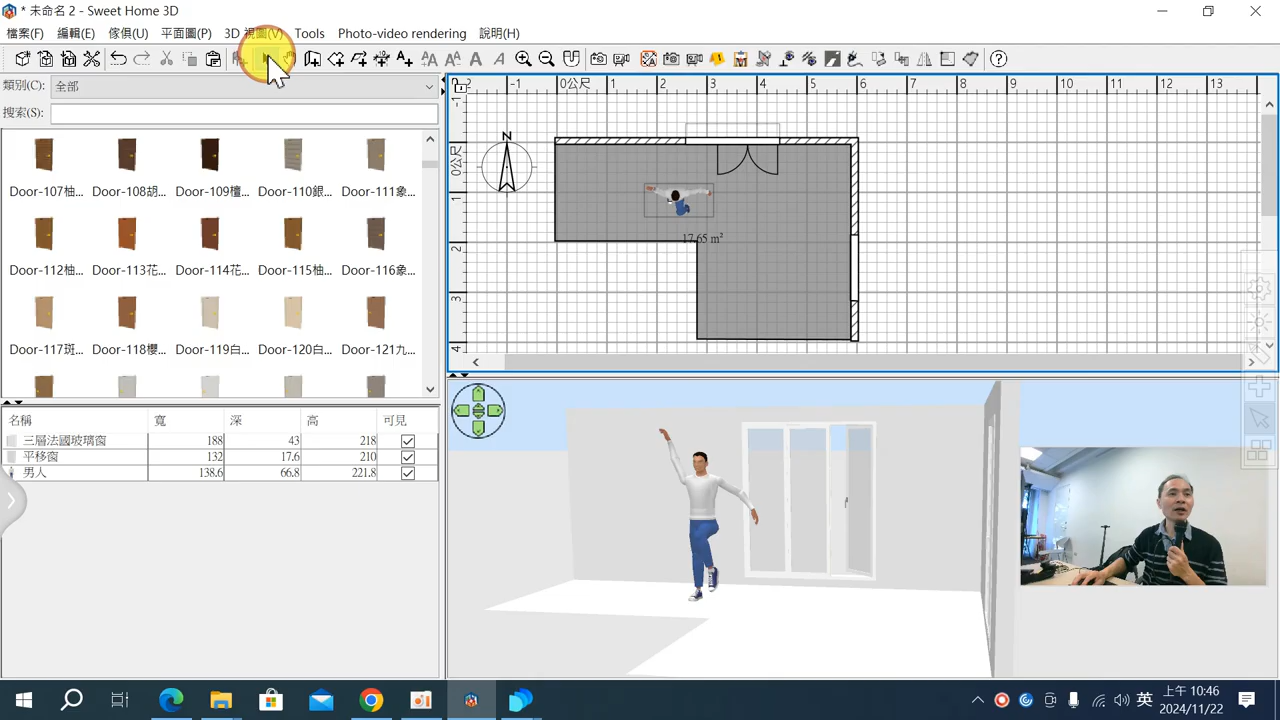 * 未命名 2 - Sweet Home 3D
檔案(F) 編輯(E) 傢俱(U) 平面圖(P) 3D 視圖(V) Tools Photo-video rendering 說明(H)
類別(C): 全部
搜索(S):
Door-107柚... Door-108胡... Door-109檀... Door-110銀... Door-111象...
Door-112柚... Door-113花... Door-114花... Door-115柚... Door-116象...
Door-117斑... Door-118櫻... Door-119白... Door-120白... Door-121九...
名稱 寬 深 高 可見
三層法國玻璃窗 188 43 218
平移窗 132 17.6 210
男人 138.6 66.8 221.8
-1 0公尺 1 2 3 4 5 6 7 8 9 10 11 12 13
-1
0公尺
1
2
3
4
N
17.65 m²
英
上午 10:46
2024/11/22